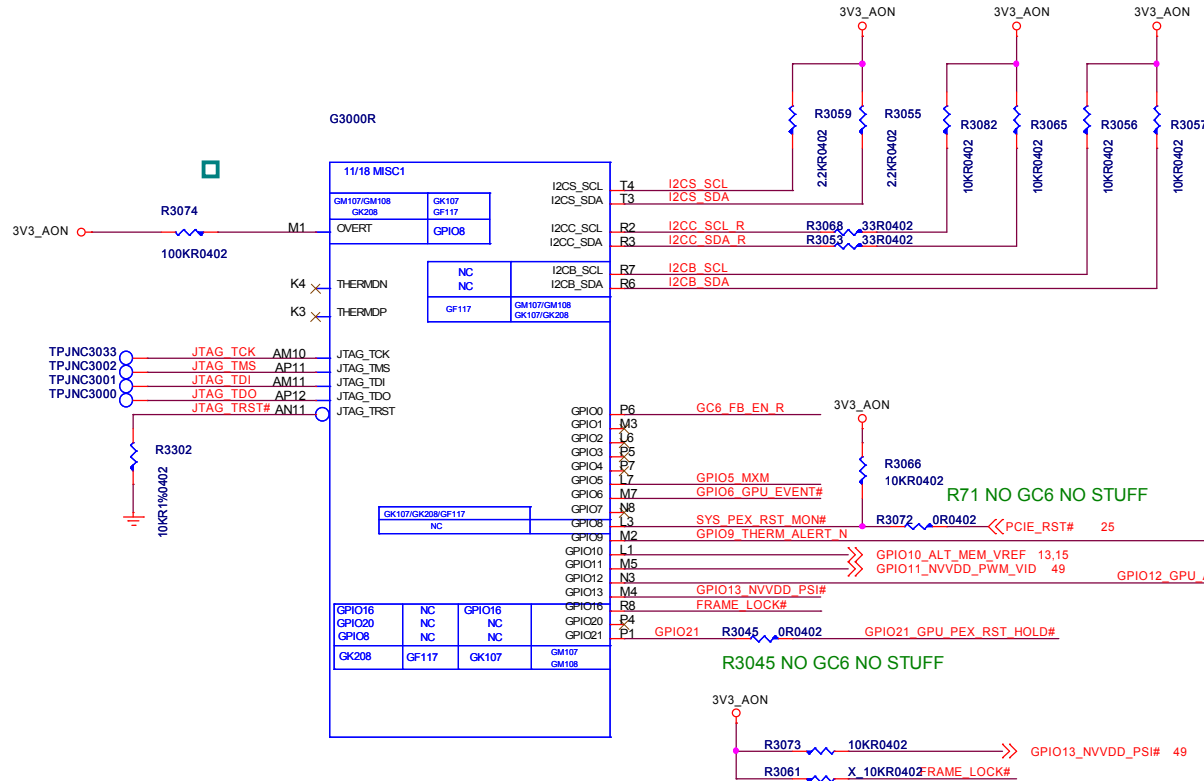 3V3_AON 3V3_AON 3V3_AON
R3059 R3055 R3082 R3065 R3056 R3057
2.2KR0402 2.2KR0402 10KR0402 10KR0402 10KR0402 10KR0402
G3000R
11/18 MISC1
GM107/GM108 GK107
GK208 GF117
OVERT GPIO8
R3074
3V3_AON M1
100KR0402
I2CS_SCL T4 I2CS_SCL
I2CS_SDA T3 I2CS_SDA
I2CC_SCL R2 I2CC_SCL_R R3068 33R0402
I2CC_SDA R3 I2CC_SDA_R R3053 33R0402
NC I2CB_SCL R7 I2CB_SCL
NC I2CB_SDA R6 I2CB_SDA
GF117 GM107/GM108
GK107/GK208
K4 THERMDN
K3 THERMDP
TPJNC3033 JTAG_TCK AM10 JTAG_TCK
TPJNC3002 JTAG_TMS AP11 JTAG_TMS
TPJNC3001 JTAG_TDI AM11 JTAG_TDI
TPJNC3000 JTAG_TDO AP12 JTAG_TDO
JTAG_TRST# AN11 JTAG_TRST
R3302
10KR1%0402
GPIO0 P6 GC6_FB_EN_R
GPIO1 M3
GPIO2 L6
GPIO3 P5
GPIO4 P7
GPIO5 L7 GPIO5_MXM
GPIO6 M7 GPIO6_GPU_EVENT#
GPIO7 N8
GPIO8 L3 SYS_PEX_RST_MON# R3072 0R0402 PCIE_RST# 25
GPIO9 M2 GPIO9_THERM_ALERT_N
GPIO10 L1 GPIO10_ALT_MEM_VREF 13,15
GPIO11 M5 GPIO11_NVVDD_PWM_VID 49
GPIO12 N3 GPIO12_GPU_
GPIO13 M4 GPIO13_NVVDD_PSI#
GPIO16 R8 FRAME_LOCK#
GPIO20 P4
GPIO21 P1 GPIO21 R3045 0R0402 GPIO21_GPU_PEX_RST_HOLD#
3V3_AON
R3066
10KR0402
R71 NO GC6 NO STUFF
GK107/GK208/GF117
NC
GPIO16 NC GPIO16
GPIO20 NC NC
GPIO8 NC NC
GK208 GF117 GK107 GM107
GM108
R3045 NO GC6 NO STUFF
3V3_AON
R3073 10KR0402 GPIO13_NVVDD_PSI# 49
R3061 X_10KR0402 FRAME_LOCK#